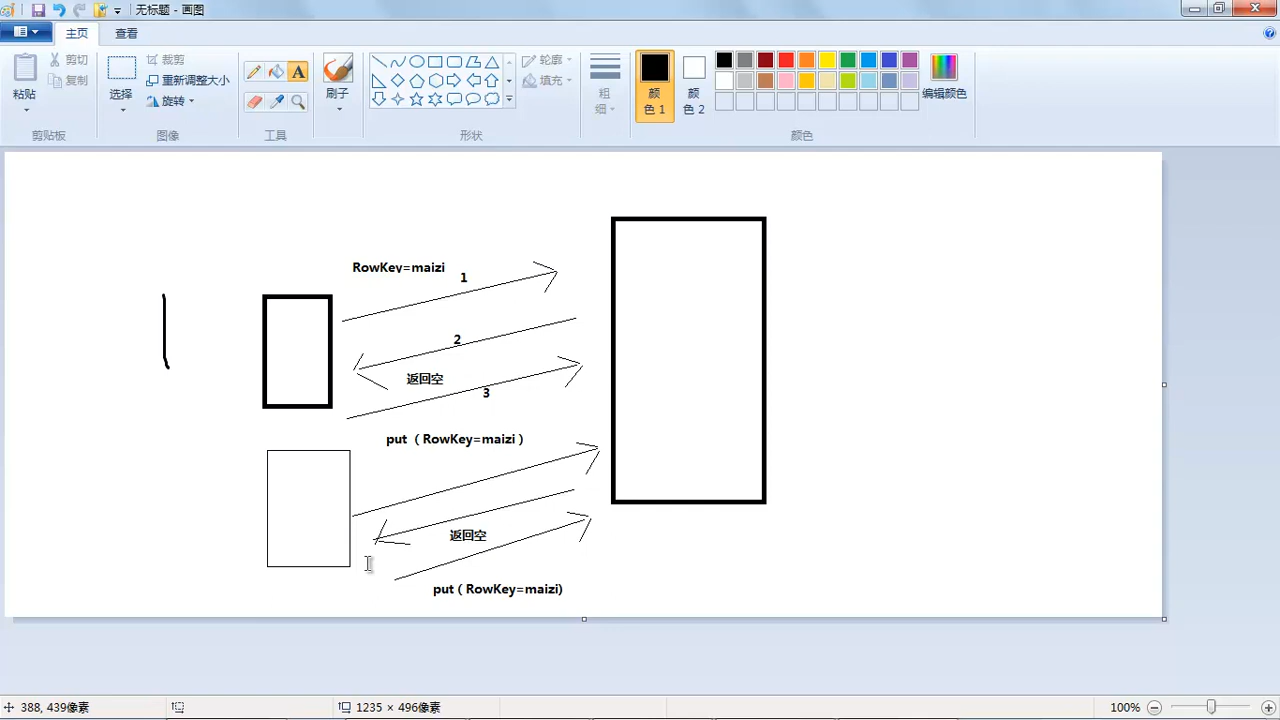 无标题 - 画图
主页
查看
粘贴
剪切
复制
剪贴板
选择
裁剪
重新调整大小
旋转
图像
A
工具
刷子
轮廓
填充
形状
粗
细
颜
色 1
颜
色 2
编辑颜色
颜色
RowKey=maizi
1
2
返回空
3
put（RowKey=maizi）
返回空
put（RowKey=maizi)
388, 439像素
1235 × 496像素
100%